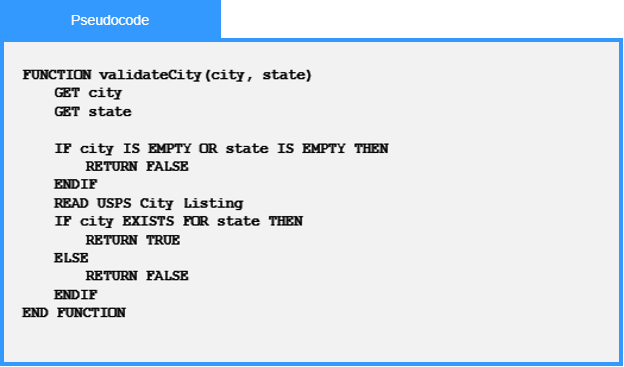 Pseudocode
FUNCTION validateCity(city, state)
GET city
GET state
IF city IS EMPTY OR state IS EMPTY THEN
RETURN FALSE
ENDIF
READ USPS City Listing
IF city EXISTS FOR state THEN
RETURN TRUE
ELSE
RETURN FALSE
ENDIF
END FUNCTION